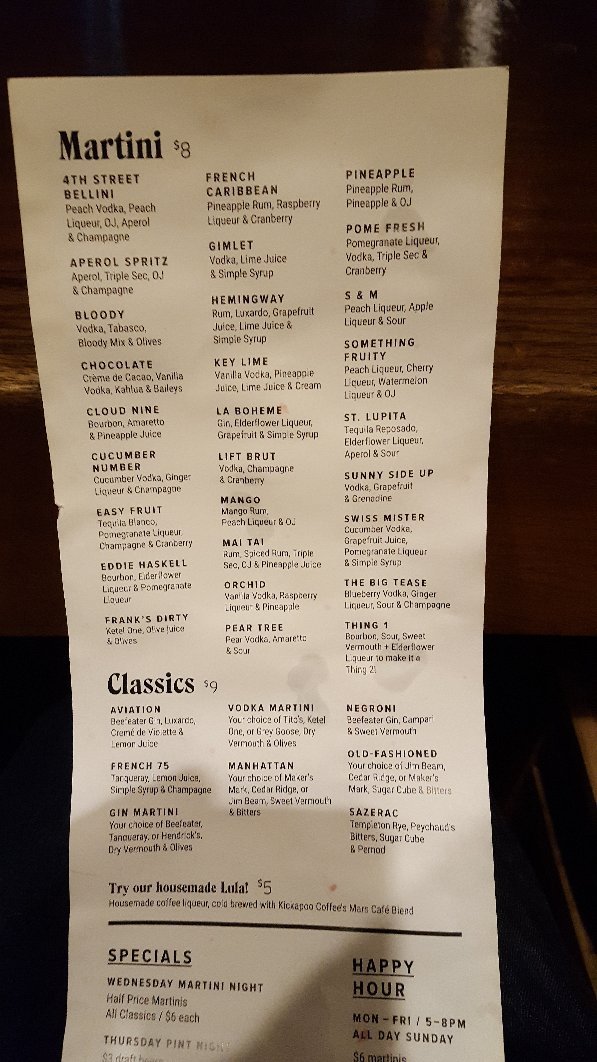 Martini $8
4TH STREET
BELLINI
Peach Vodka, Peach
Liqueur, OJ, Aperol
& Champagne
APEROL SPRITZ
Aperol, Triple Sec, OJ
& Champagne
BLOODY
Vodka, Tabasco,
Bloody Mix & Olives
CHOCOLATE
Crème de Cacao, Vanilla
Vodka, Kahlua & Baileys
CLOUD NINE
Bourbon, Amaretto
& Pineapple Juice
CUCUMBER
NUMBER
Cucumber Vodka, Ginger
Liqueur & Champagne
EASY FRUIT
Tequila Blanco,
Pomegranate Liqueur,
Champagne & Cranberry
EDDIE HASKELL
Bourbon, Elderflower
Liqueur & Pomegranate
Liqueur
FRANK'S DIRTY
Ketel One, Olive Juice
& Olives
FRENCH
CARIBBEAN
Pineapple Rum, Raspberry
Liqueur & Cranberry
GIMLET
Vodka, Lime Juice
& Simple Syrup
HEMINGWAY
Rum, Luxardo, Grapefruit
Juice, Lime Juice &
Simple Syrup
KEY LIME
Vanilla Vodka, Pineapple
Juice, Lime Juice & Cream
LA BOHEME
Gin, Elderflower Liqueur,
Grapefruit & Simple Syrup
LIFT BRUT
Vodka, Champagne
& Cranberry
MANGO
Mango Rum,
Peach Liqueur & OJ
MAI TAI
Rum, Spiced Rum, Triple
Sec, OJ & Pineapple Juice
ORCHID
Vanilla Vodka, Raspberry
Liqueur & Pineapple
PEAR TREE
Pear Vodka, Amaretto
& Sour
PINEAPPLE
Pineapple Rum,
Pineapple & OJ
POME FRESH
Pomegranate Liqueur,
Vodka, Triple Sec &
Cranberry
S & M
Peach Liqueur, Apple
Liqueur & Sour
SOMETHING
FRUITY
Peach Liqueur, Cherry
Liqueur, Watermelon
Liqueur & OJ
ST. LUPITA
Tequila Reposado,
Elderflower Liqueur,
Aperol & Sour
SUNNY SIDE UP
Vodka, Grapefruit
& Grenadine
SWISS MISTER
Cucumber Vodka,
Grapefruit Juice,
Pomegranate Liqueur
& Simple Syrup
THE BIG TEASE
Blueberry Vodka, Ginger
Liqueur, Sour & Champagne
THING 1
Bourbon, Sour, Sweet
Vermouth + Elderflower
Liqueur to make it a
Thing 2!
Classics $9
AVIATION
Beefeater Gin, Luxardo,
Cremé de Violette &
Lemon Juice
FRENCH 75
Tanqueray, Lemon Juice,
Simple Syrup & Champagne
GIN MARTINI
Your choice of Beefeater,
Tanqueray, or Hendrick's,
Dry Vermouth & Olives
VODKA MARTINI
Your choice of Tito's, Ketel
One, or Grey Goose, Dry
Vermouth & Olives
MANHATTAN
Your choice of Maker's
Mark, Cedar Ridge, or
Jim Beam, Sweet Vermouth
& Bitters
NEGRONI
Beefeater Gin, Campari
& Sweet Vermouth
OLD-FASHIONED
Your choice of Jim Beam,
Cedar Ridge, or Maker's
Mark, Sugar Cube & Bitters
SAZERAC
Templeton Rye, Peychaud's
Bitters, Sugar Cube
& Pernod
Try our housemade Lula! $5
Housemade coffee liqueur, cold brewed with Kickapoo Coffee's Mars Café Blend
SPECIALS
WEDNESDAY MARTINI NIGHT
Half Price Martinis
All Classics / $6 each
THURSDAY PINT NIGHT
$3 draft
HAPPY
HOUR
MON – FRI / 5-8PM
ALL DAY SUNDAY
$6 martinis